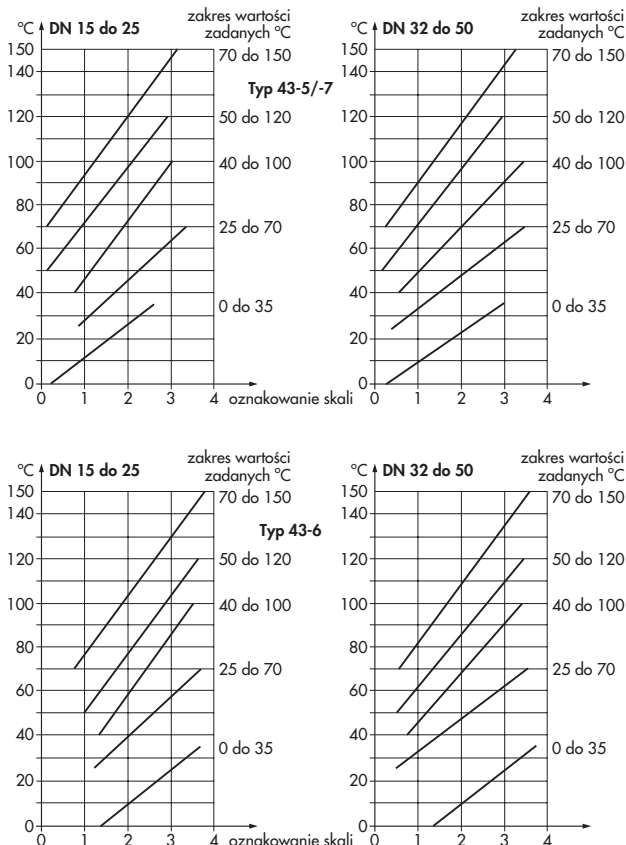 °C DN 15 do 25
zakres wartości
zadanych °C
150
140
120
100
80
60
40
20
0
70 do 150
50 do 120
40 do 100
25 do 70
0 do 35
0 1 2 3 4 oznakowanie skali
Typ 43-5/-7
°C DN 32 do 50
zakres wartości
zadanych °C
150
140
120
100
80
60
40
20
0
70 do 150
50 do 120
40 do 100
25 do 70
0 do 35
0 1 2 3 4
°C DN 15 do 25
zakres wartości
zadanych °C
150
140
120
100
80
60
40
20
0
70 do 150
50 do 120
40 do 100
25 do 70
0 do 35
0 1 2 3 4 oznakowanie skali
Typ 43-6
°C DN 32 do 50
zakres wartości
zadanych °C
150
140
120
100
80
60
40
20
0
70 do 150
50 do 120
40 do 100
25 do 70
0 do 35
0 1 2 3 4